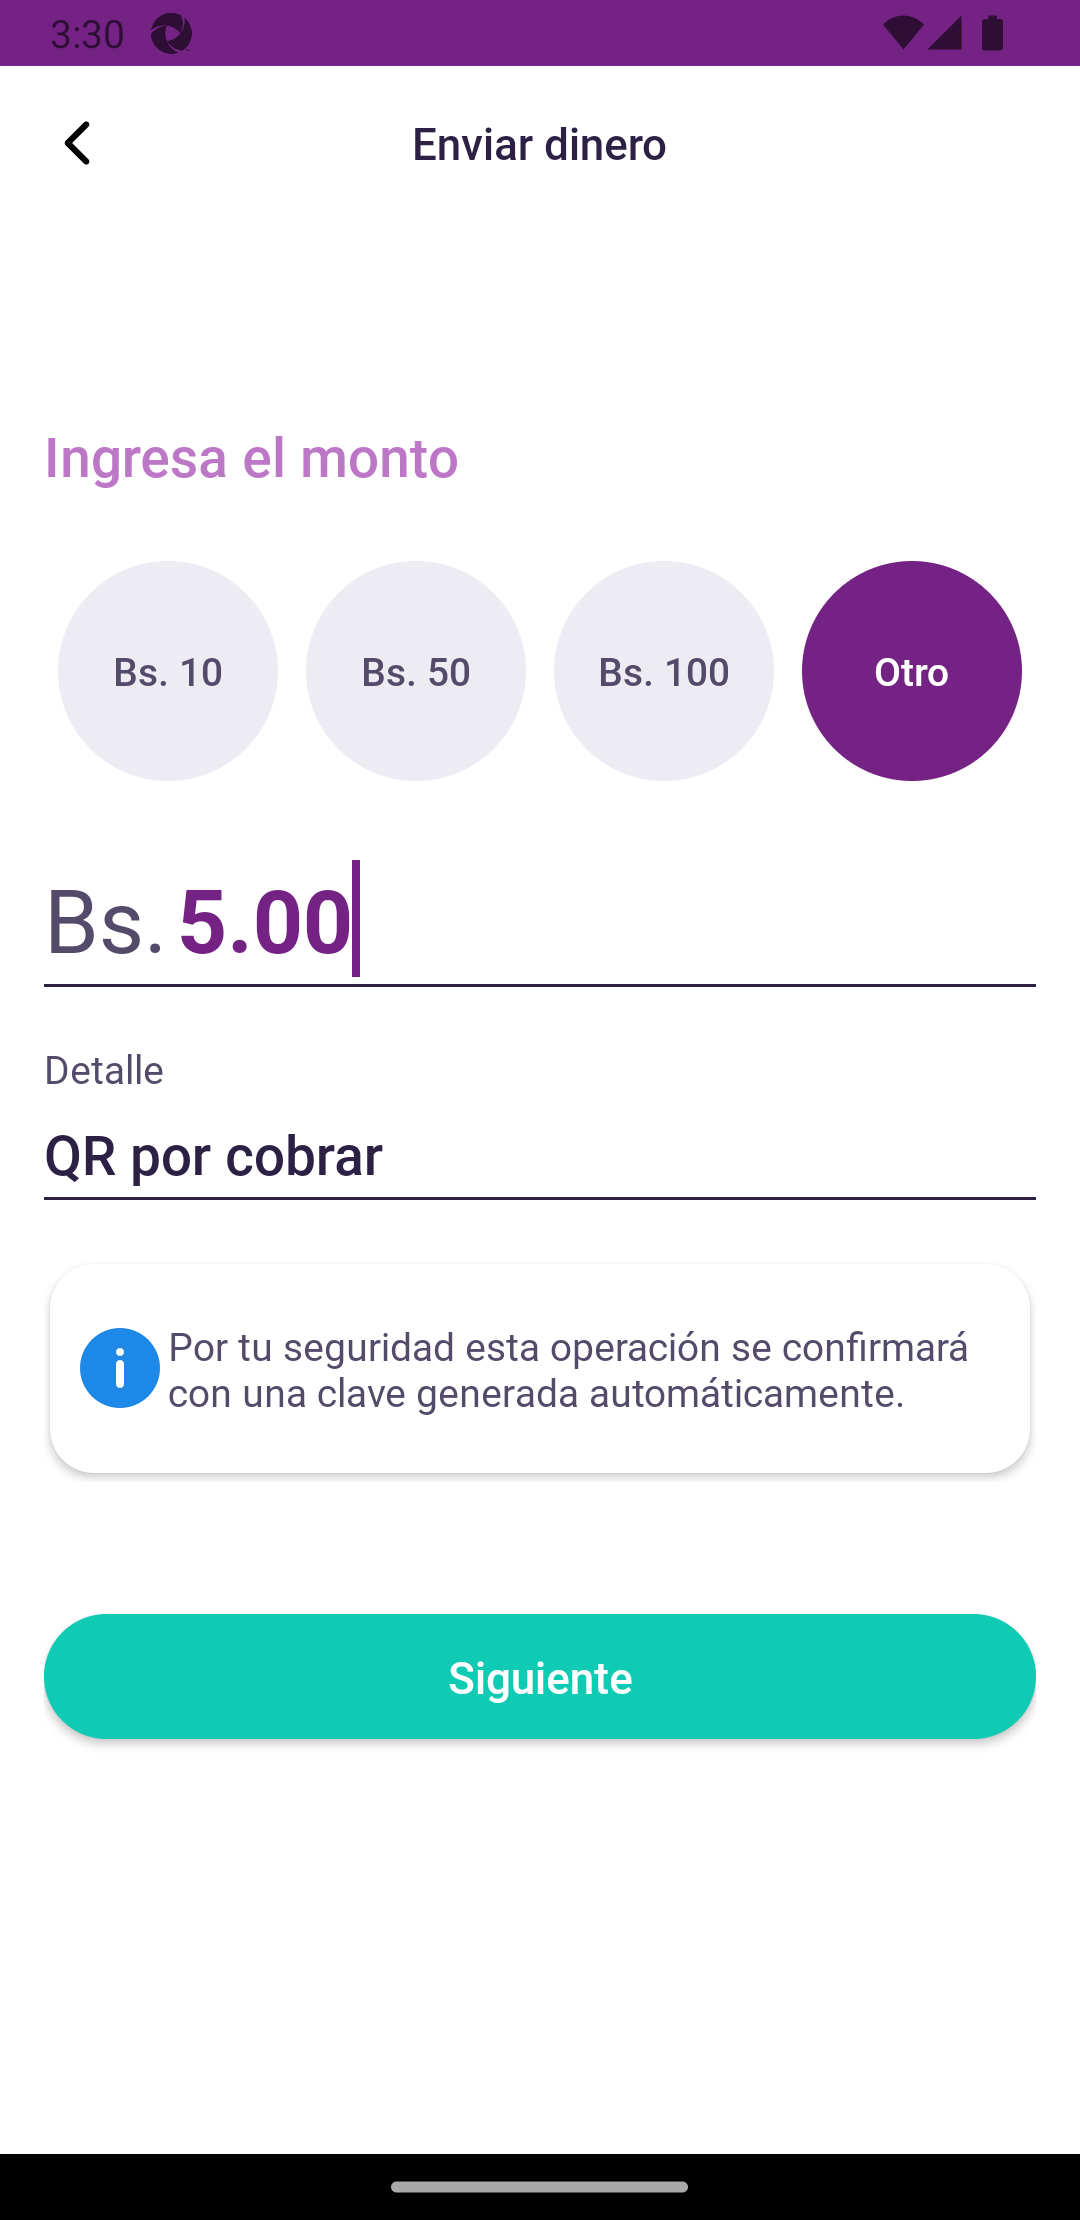 3:30
Enviar dinero
Ingresa el monto
Bs. 10
Bs. 50
Bs. 100
Otro
Bs. 5.00
Detalle
QR por cobrar
Por tu seguridad esta operación se confirmará
con una clave generada automáticamente.
Siguiente